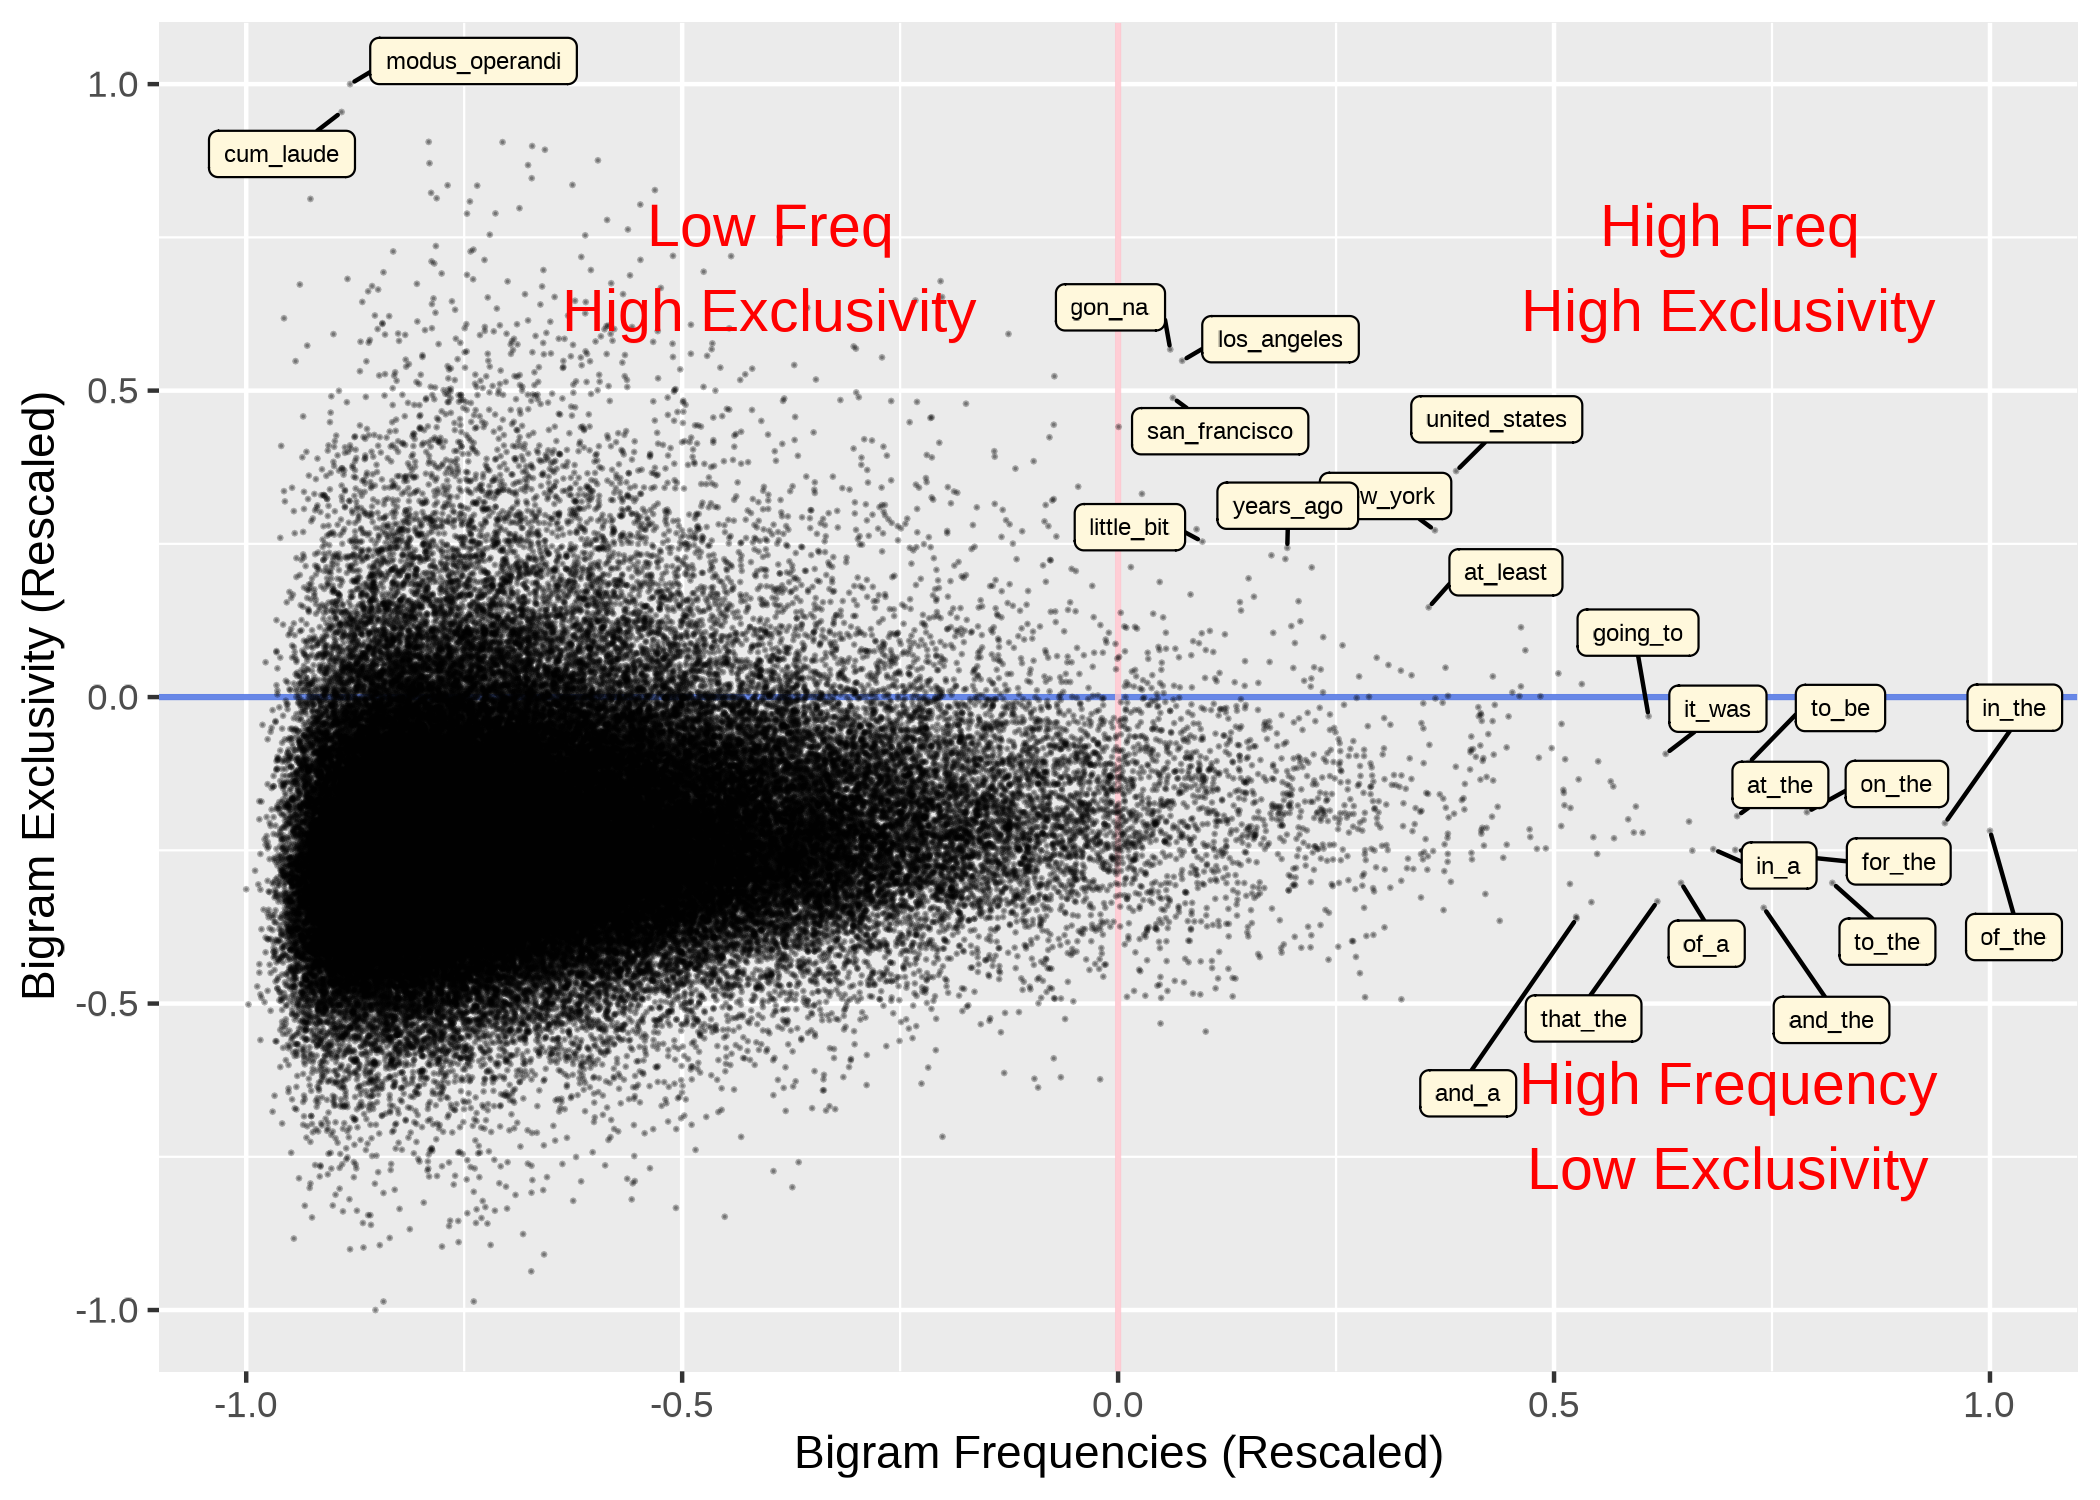 modus_operandi
1.0
cum_laude
Low Freq
High Freq
High Exclusivity
High Exclusivity
gon_na
los_angeles
0.5
united_states
san_francisco
w_york
years_ago
little_bit
at_least
going_to
0.0
it_was
to_be
in_the
at_the
on_the
in_a
for_the
of_a
to_the
of_the
-0.5
that_the
and_the
High Frequency
and_a
Low Exclusivity
-1.0
-1.0
-0.5
0.0
0.5
1.0
Bigram Frequencies (Rescaled)
Bigram Exclusivity (Rescaled)